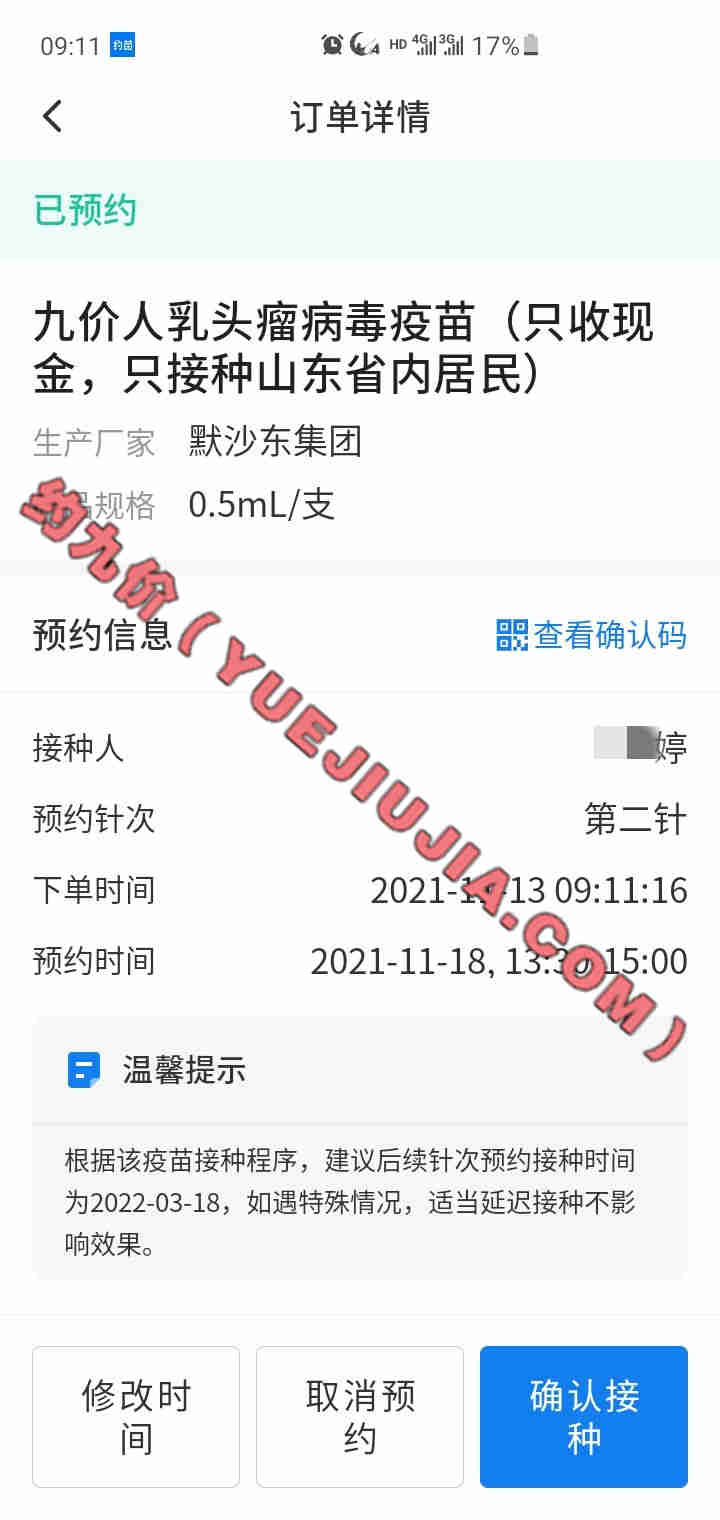 09:11 约苗 HD 4G 3G 17%
订单详情
已预约
九价人乳头瘤病毒疫苗（只收现
金，只接种山东省内居民）
生产厂家 默沙东集团
规格 0.5mL/支
约九价（YUEJIUJIA.COM）
预约信息 查看确认码
接种人 婷
预约针次 第二针
下单时间 2021-11-13 09:11:16
预约时间 2021-11-18, 13:30-15:00
温馨提示
根据该疫苗接种程序，建议后续针次预约接种时间
为2022-03-18，如遇特殊情况，适当延迟接种不影
响效果。
修改时
间
取消预
约
确认接
种